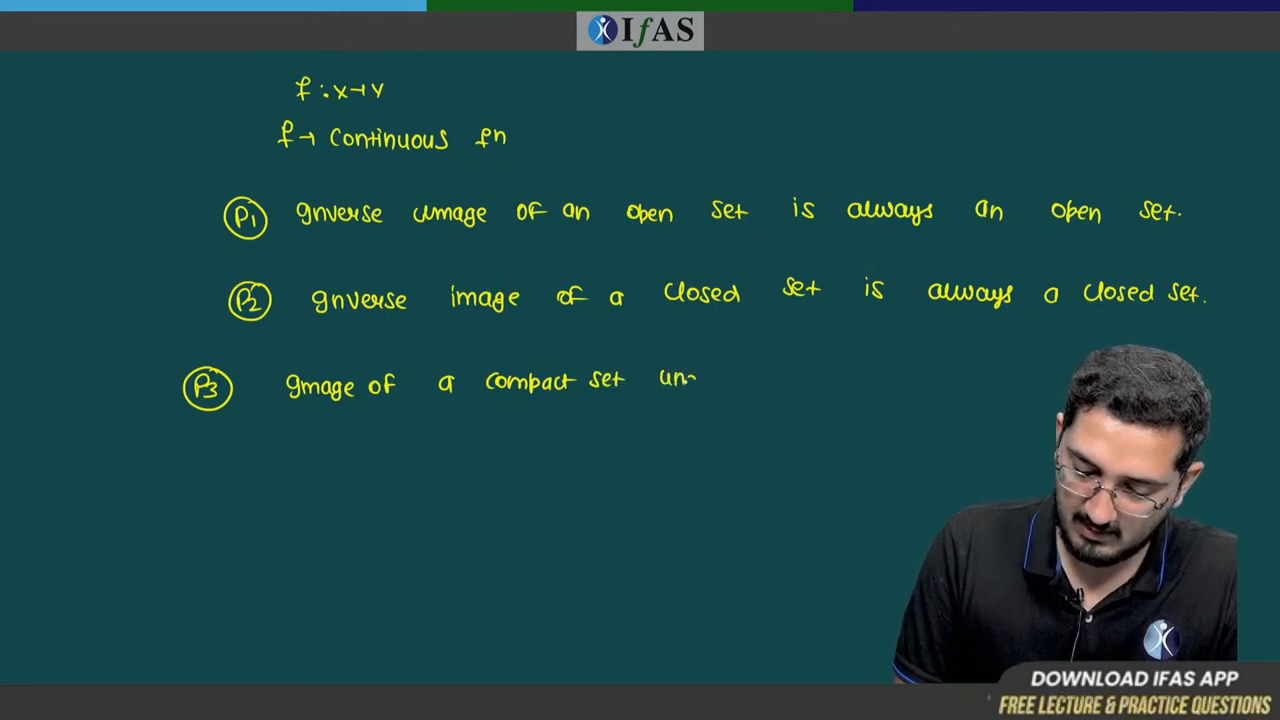 IfAS
f : X→Y
f → Continuous fn
P1 Inverse image of an open set is always an open set.
P2 Inverse image of a closed set is always a closed set.
P3 Image of a compact set un
DOWNLOAD IFAS APP
FREE LECTURE & PRACTICE QUESTIONS